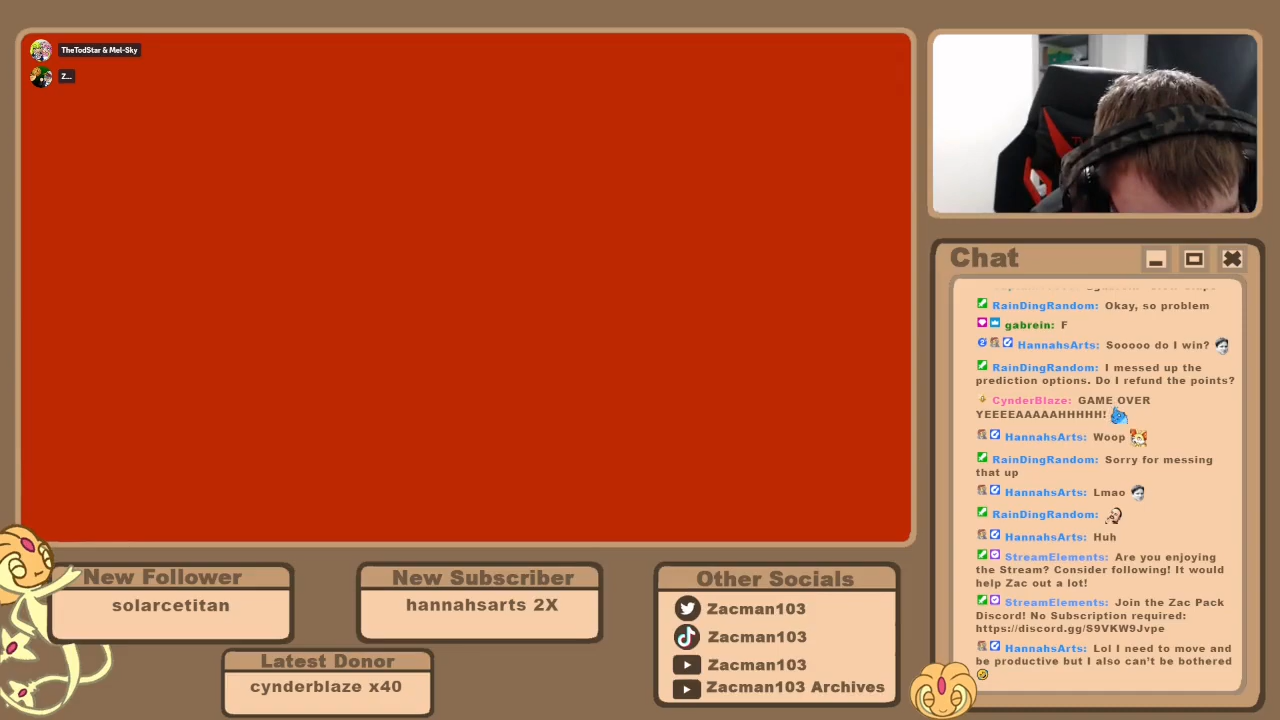 TheTodStar & Mel-Sky
Z...
Chat
RainDingRandom: Okay, so problem
gabrein: F
HannahsArts: Sooooo do I win?
RainDingRandom: I messed up the
prediction options. Do I refund the points?
CynderBlaze: GAME OVER
YEEEEAAAAAHHHHH!
HannahsArts: Woop
RainDingRandom: Sorry for messing
that up
HannahsArts: Lmao
RainDingRandom:
HannahsArts: Huh
StreamElements: Are you enjoying
the Stream? Consider following! It would
help Zac out a lot!
StreamElements: Join the Zac Pack
Discord! No Subscription required:
https://discord.gg/S9VKW9Jvpe
HannahsArts: Lol I need to move and
be productive but I also can't be bothered
New Follower
solarcetitan
New Subscriber
hannahsarts 2X
Latest Donor
cynderblaze x40
Other Socials
Zacman103
Zacman103
Zacman103
Zacman103 Archives